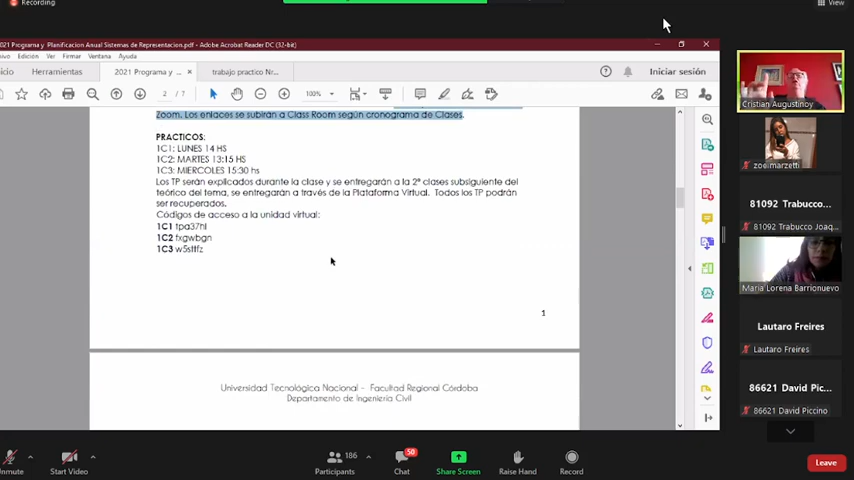 Recording
View
2021 Programa y Planificacion Anual Sistemas de Representacion.pdf - Adobe Acrobat Reader DC (32-bit)
Archivo Edición Ver Firmar Ventana Ayuda
Inicio Herramientas 2021 Programa y ... × trabajo practico Nr... Iniciar sesión
2 / 7 100%
Zoom. Los enlaces se subirán a Class Room según cronograma de Clases.
PRACTICOS:
1C1: LUNES 14 HS
1C2: MARTES 13:15 HS
1C3: MIERCOLES 15:30 hs
Los TP serán explicados durante la clase y se entregarán a la 2ª clases subsiguiente del
teórico del tema, se entregarán a través de la Plataforma Virtual. Todos los TP podrán
ser recuperados.
Códigos de acceso a la unidad virtual:
1C1 tpa37hl
1C2 fxgwbgn
1C3 w5sttfz
1
Universidad Tecnológica Nacional - Facultad Regional Córdoba
Departamento de Ingeniería Civil
Cristian Augustinoy
zoelmarzetti
81092 Trabucco...
81092 Trabucco Joaq...
Maria Lorena Barrionuevo
Lautaro Freires
Lautaro Freires
86621 David Pic...
86621 David Piccino
Unmute
Start Video
186
Participants
50
Chat
Share Screen
Raise Hand
Record
Leave